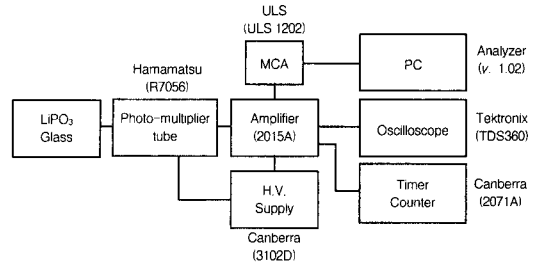 ULS
(ULS 1202)
MCA
PC
Analyzer
(v. 1.02)
Hamamatsu
(R7056)
LiPO₃
Glass
Photo-multiplier
tube
Amplifier
(2015A)
Oscilloscope
Tektronix
(TDS360)
H.V.
Supply
Canberra
(3102D)
Timer
Counter
Canberra
(2071A)